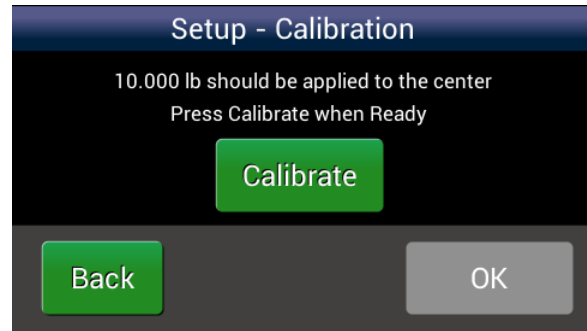 Setup - Calibration
10.000 lb should be applied to the center
Press Calibrate when Ready
Calibrate
Back
OK